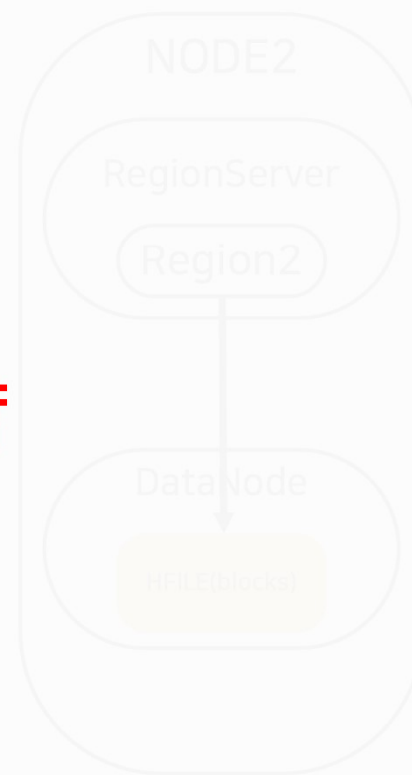 NODE2
RegionServer
Region2
DataNode
HFILE(blocks)